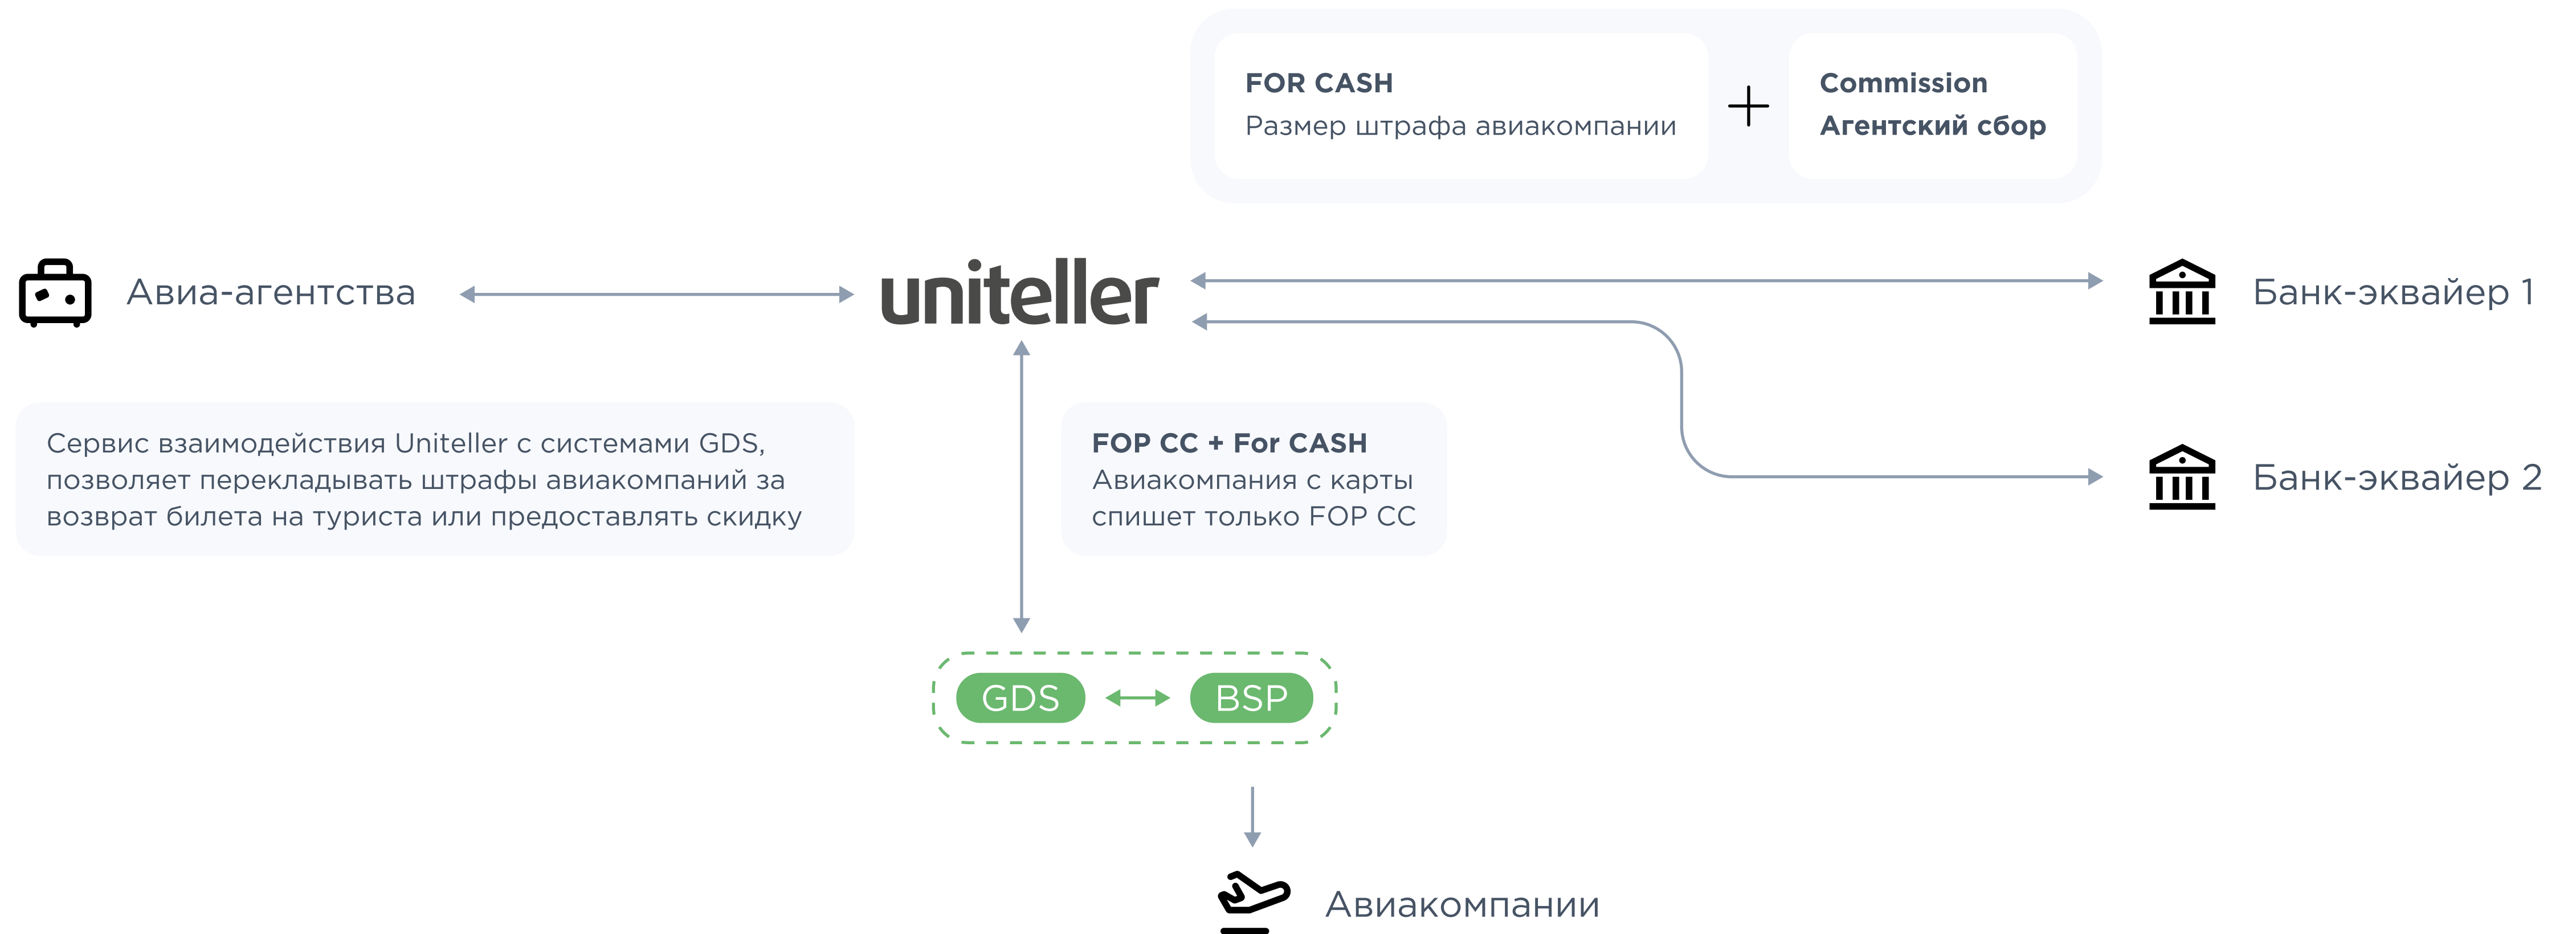 FOR CASH
Размер штрафа авиакомпании
Commission
Агентский сбор
Авиа-агентства
uniteller
Банк-эквайер 1
Сервис взаимодействия Uniteller с системами GDS,
позволяет перекладывать штрафы авиакомпаний за
возврат билета на туриста или предоставлять скидку
FOP CC + For CASH
Авиакомпания с карты
спишет только FOP CC
Банк-эквайер 2
GDS
BSP
Авиакомпании